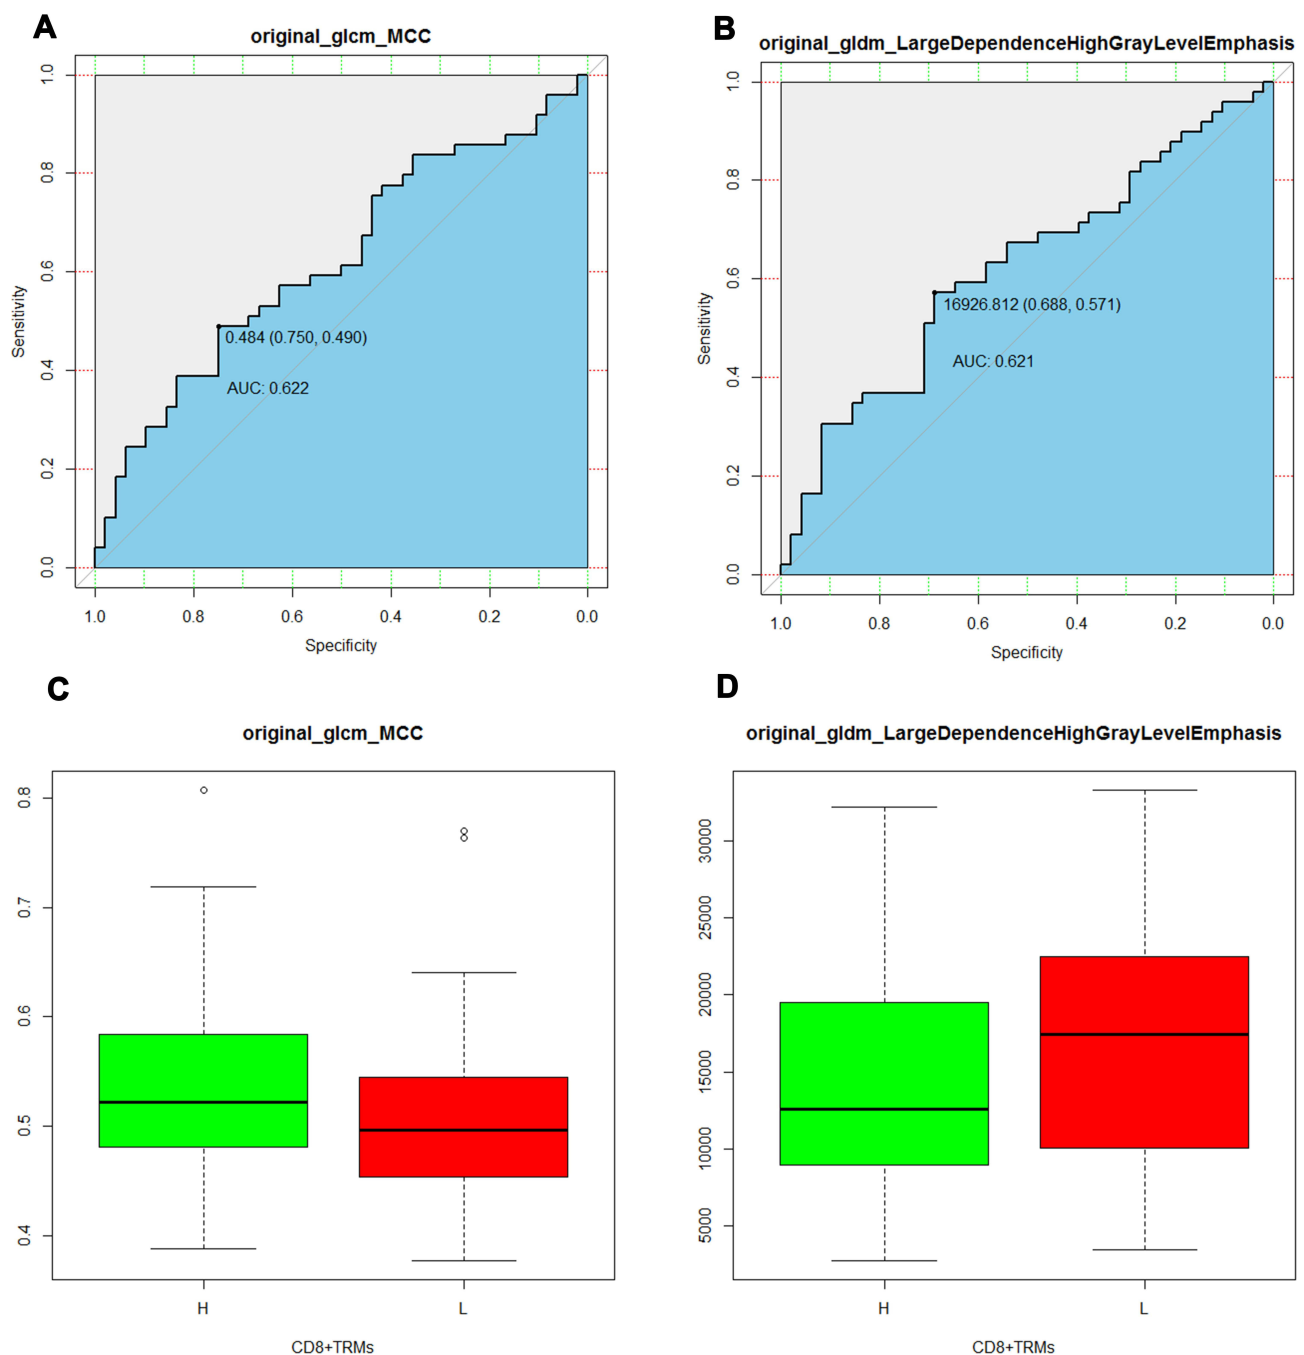 A
original_glcm_MCC
1.0
0.8
0.6
0.4
0.2
0.0
Sensitivity
0.484 (0.750, 0.490)
AUC: 0.622
1.0 0.8 0.6 0.4 0.2 0.0
Specificity
B
original_gldm_LargeDependenceHighGrayLevelEmphasis
1.0
0.8
0.6
0.4
0.2
0.0
Sensitivity
16926.812 (0.688, 0.571)
AUC: 0.621
1.0 0.8 0.6 0.4 0.2 0.0
Specificity
C
original_glcm_MCC
0.8
0.7
0.6
0.5
0.4
H L
CD8+TRMs
D
original_gldm_LargeDependenceHighGrayLevelEmphasis
30000
25000
20000
15000
10000
5000
H L
CD8+TRMs